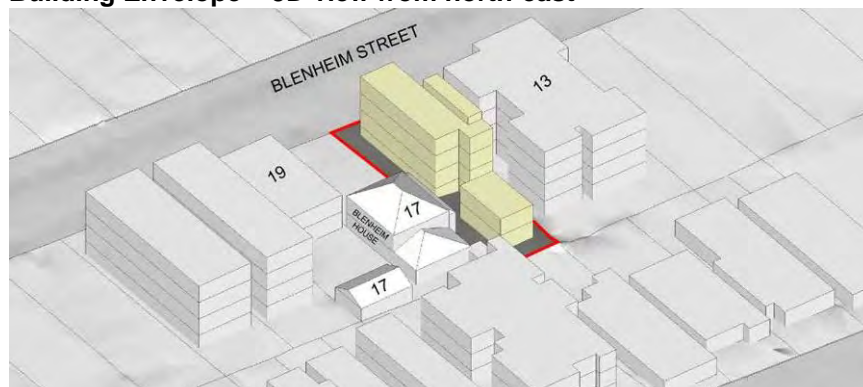 Building Envelope - 3D view from north east
BLENHEIM STREET
13
19
17
BLENHEIM
HOUSE
17